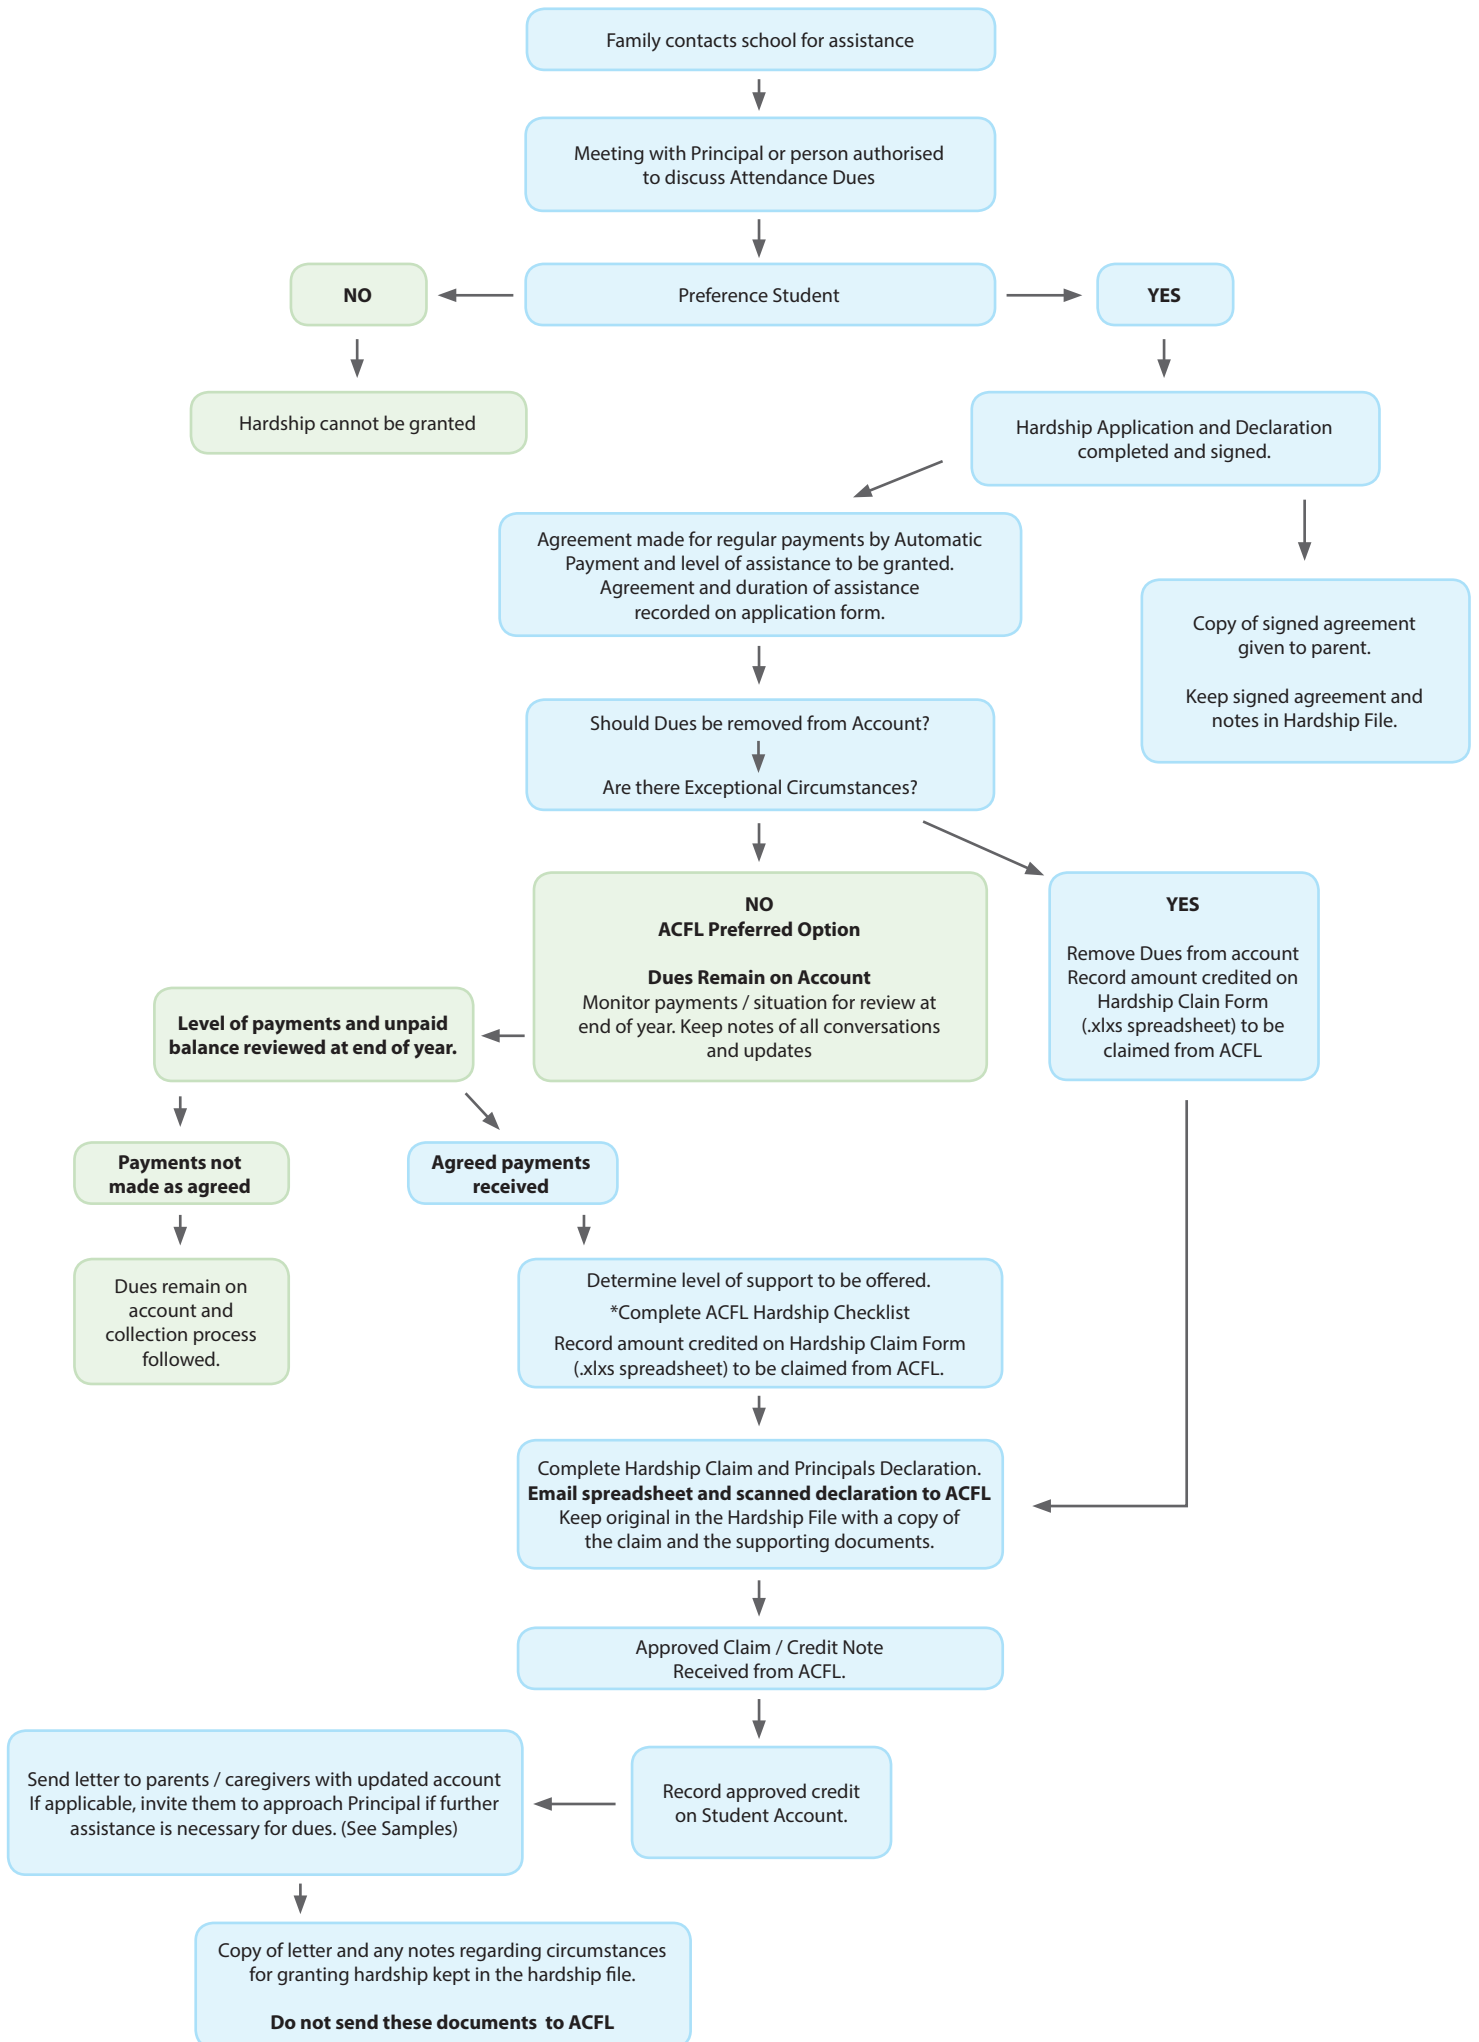 Family contacts school for assistance
Meeting with Principal or person authorised
to discuss Attendance Dues
NO
Preference Student
YES
Hardship cannot be granted
Hardship Application and Declaration
completed and signed.
Agreement made for regular payments by Automatic
Payment and level of assistance to be granted.
Agreement and duration of assistance
recorded on application form.
Copy of signed agreement
given to parent.
Keep signed agreement and
notes in Hardship File.
Should Dues be removed from Account?
Are there Exceptional Circumstances?
NO
ACFL Preferred Option
Dues Remain on Account
Monitor payments / situation for review at
end of year. Keep notes of all conversations
and updates
YES
Remove Dues from account
Record amount credited on
Hardship Clain Form
(.xlxs spreadsheet) to be
claimed from ACFL
Level of payments and unpaid
balance reviewed at end of year.
Payments not
made as agreed
Agreed payments
received
Dues remain on
account and
collection process
followed.
Determine level of support to be offered.
*Complete ACFL Hardship Checklist
Record amount credited on Hardship Claim Form
(.xlxs spreadsheet) to be claimed from ACFL.
Complete Hardship Claim and Principals Declaration.
Email spreadsheet and scanned declaration to ACFL
Keep original in the Hardship File with a copy of
the claim and the supporting documents.
Approved Claim / Credit Note
Received from ACFL.
Record approved credit
on Student Account.
Send letter to parents / caregivers with updated account
If applicable, invite them to approach Principal if further
assistance is necessary for dues. (See Samples)
Copy of letter and any notes regarding circumstances
for granting hardship kept in the hardship file.
Do not send these documents to ACFL